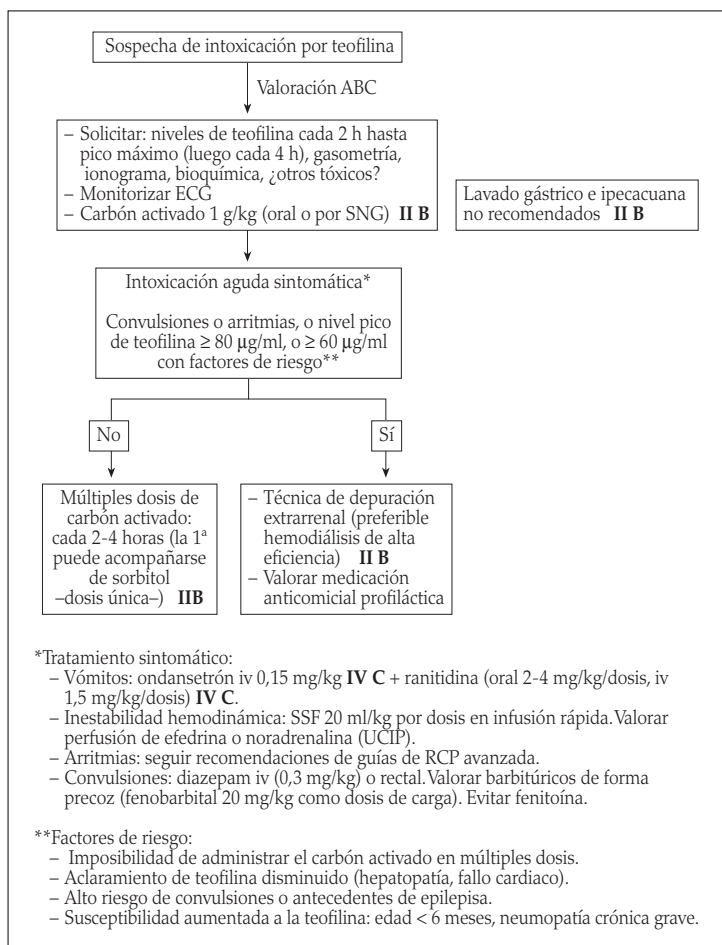 Sospecha de intoxicación por teofilina
Valoración ABC
– Solicitar: niveles de teofilina cada 2 h hasta
pico máximo (luego cada 4 h), gasometría,
ionograma, bioquímica, ¿otros tóxicos?
– Monitorizar ECG
– Carbón activado 1 g/kg (oral o por SNG) II B
Lavado gástrico e ipecacuana
no recomendados II B
Intoxicación aguda sintomática*
Convulsiones o arritmias, o nivel pico
de teofilina ≥ 80 µg/ml, o ≥ 60 µg/ml
con factores de riesgo**
No
Sí
Múltiples dosis de
carbón activado:
cada 2-4 horas (la 1ª
puede acompañarse
de sorbitol
–dosis única–) IIB
– Técnica de depuración
extrarrenal (preferible
hemodiálisis de alta
eficiencia) II B
– Valorar medicación
anticomicial profiláctica
*Tratamiento sintomático:
– Vómitos: ondansetrón iv 0,15 mg/kg IV C + ranitidina (oral 2-4 mg/kg/dosis, iv
1,5 mg/kg/dosis) IV C.
– Inestabilidad hemodinámica: SSF 20 ml/kg por dosis en infusión rápida. Valorar
perfusión de efedrina o noradrenalina (UCIP).
– Arritmias: seguir recomendaciones de guías de RCP avanzada.
– Convulsiones: diazepam iv (0,3 mg/kg) o rectal. Valorar barbitúricos de forma
precoz (fenobarbital 20 mg/kg como dosis de carga). Evitar fenitoína.
**Factores de riesgo:
– Imposibilidad de administrar el carbón activado en múltiples dosis.
– Aclaramiento de teofilina disminuido (hepatopatía, fallo cardiaco).
– Alto riesgo de convulsiones o antecedentes de epilepisa.
– Susceptibilidad aumentada a la teofilina: edad < 6 meses, neumopatía crónica grave.